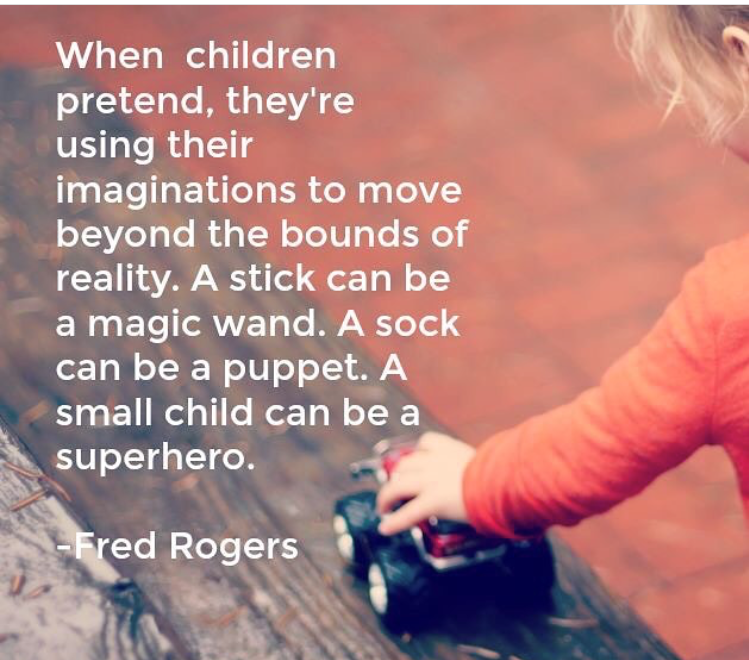 When children
pretend, they're
using their
imaginations to move
beyond the bounds of
reality. A stick can be
a magic wand. A sock
can be a puppet. A
small child can be a
superhero.
-Fred Rogers